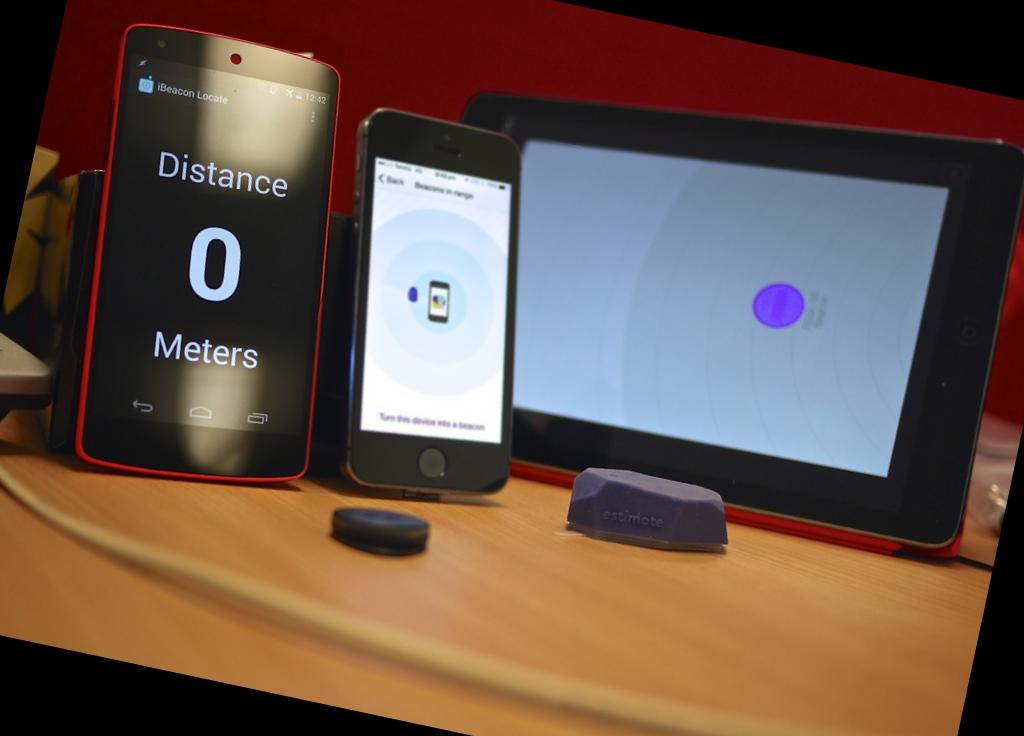 12:42
iBeacon Locate
Distance
0
Meters
Back
Beacons in range
Turn this device into a beacon
estimote